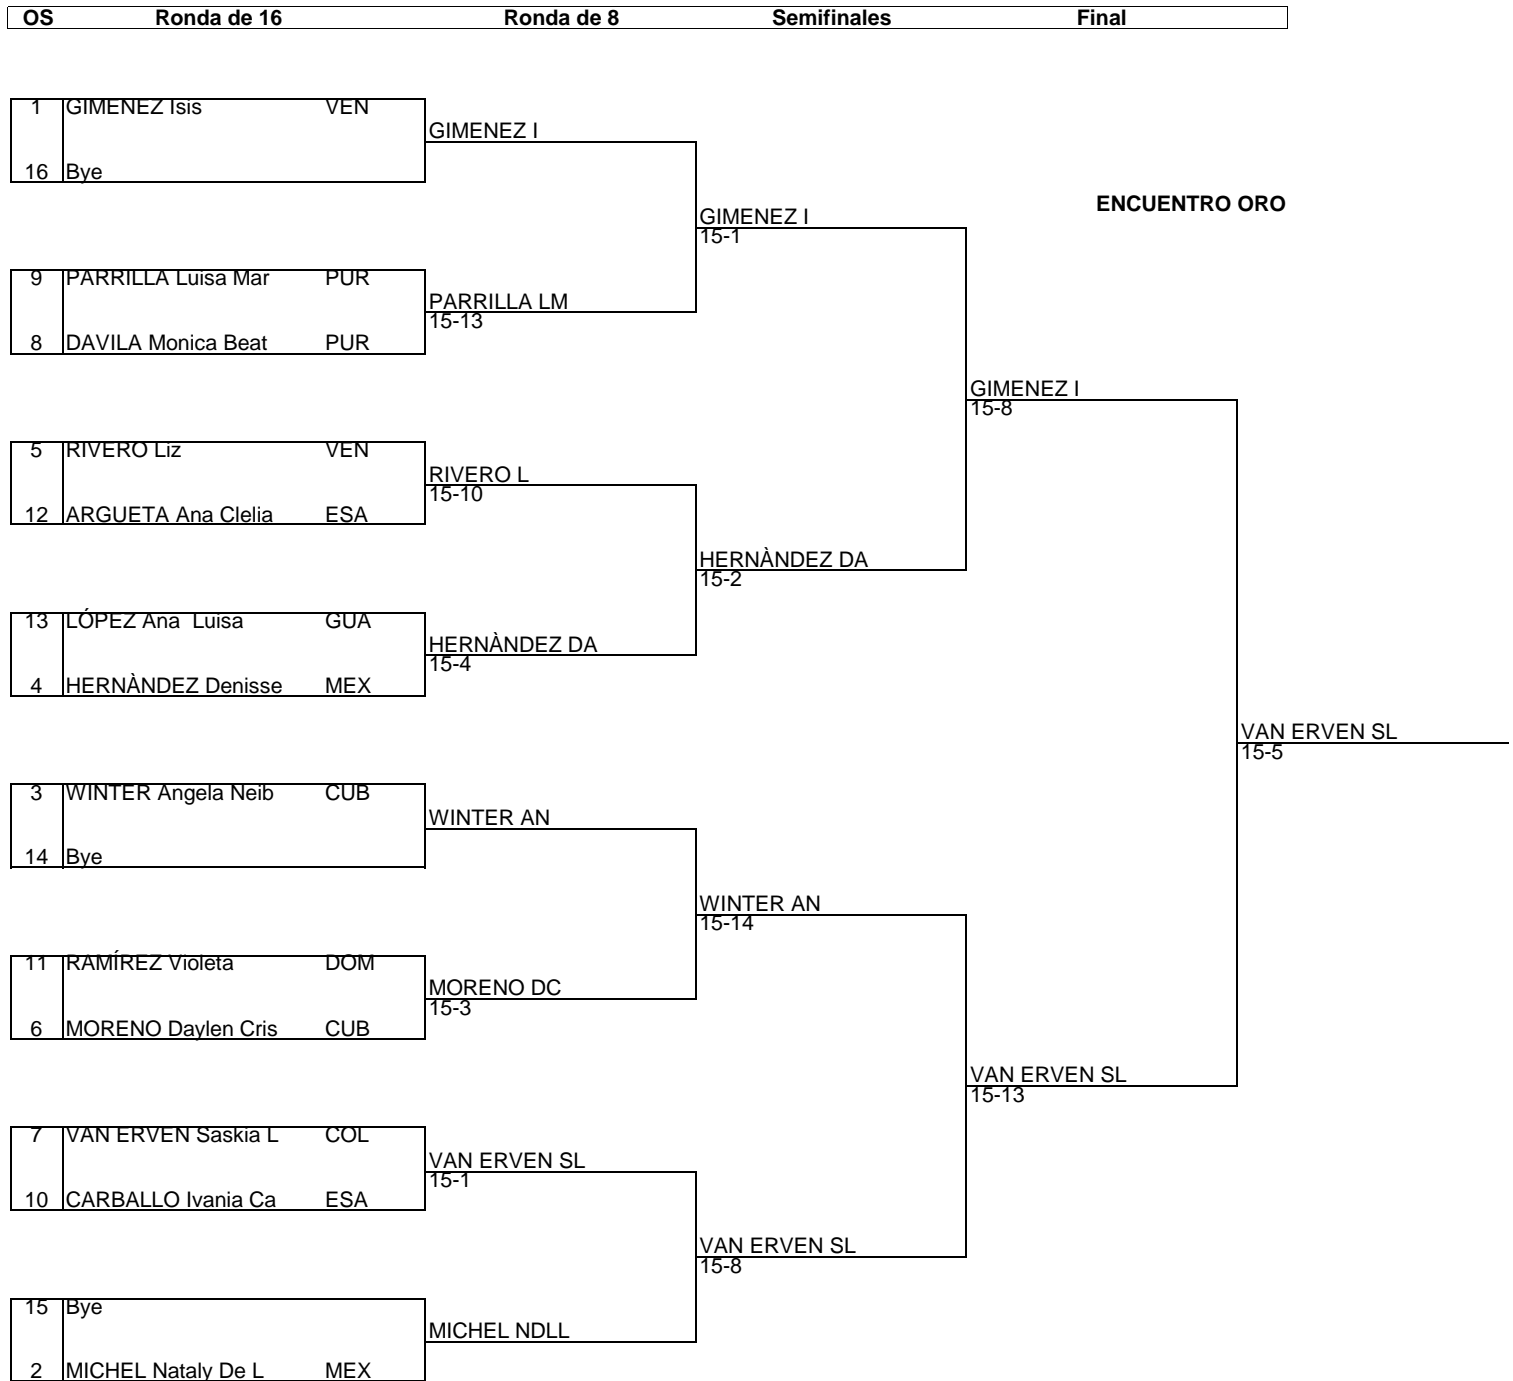 OS Ronda de 16 Ronda de 8 Semifinales Final
1 GIMENEZ Isis VEN
GIMENEZ I
16 Bye
ENCUENTRO ORO
GIMENEZ I
15-1
9 PARRILLA Luisa Mar PUR
PARRILLA LM
15-13
8 DAVILA Monica Beat PUR
GIMENEZ I
15-8
5 RIVERO Liz VEN
RIVERO L
15-10
12 ARGUETA Ana Clelia ESA
HERNÀNDEZ DA
15-2
13 LÓPEZ Ana  Luisa GUA
HERNÀNDEZ DA
15-4
4 HERNÀNDEZ Denisse MEX
VAN ERVEN SL
15-5
3 WINTER Angela Neib CUB
WINTER AN
14 Bye
WINTER AN
15-14
11 RAMÍREZ Violeta DOM
MORENO DC
15-3
6 MORENO Daylen Cris CUB
VAN ERVEN SL
15-13
7 VAN ERVEN Saskia L COL
VAN ERVEN SL
15-1
10 CARBALLO Ivania Ca ESA
VAN ERVEN SL
15-8
15 Bye
MICHEL NDLL
2 MICHEL Nataly De L MEX